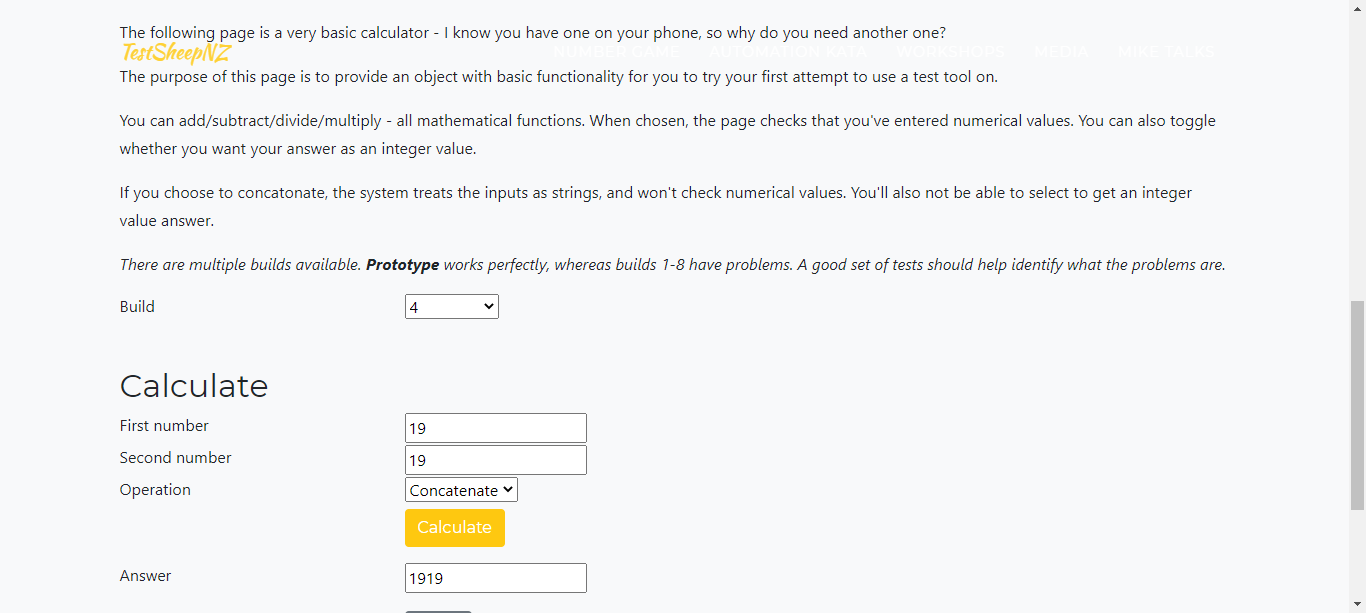 The following page is a very basic calculator - I know you have one on your phone, so why do you need another one?
TestSheepNZ NUMBER GAME AUTOMATION DATA WORKSHOPS MEDIA MIKE TALKS
The purpose of this page is to provide an object with basic functionality for you to try your first attempt to use a test tool on.
You can add/subtract/divide/multiply - all mathematical functions. When chosen, the page checks that you've entered numerical values. You can also toggle
whether you want your answer as an integer value.
If you choose to concatonate, the system treats the inputs as strings, and won't check numerical values. You'll also not be able to select to get an integer
value answer.
There are multiple builds available. Prototype works perfectly, whereas builds 1-8 have problems. A good set of tests should help identify what the problems are.
Build 4
Calculate
First number 19
Second number 19
Operation Concatenate
Calculate
Answer 1919